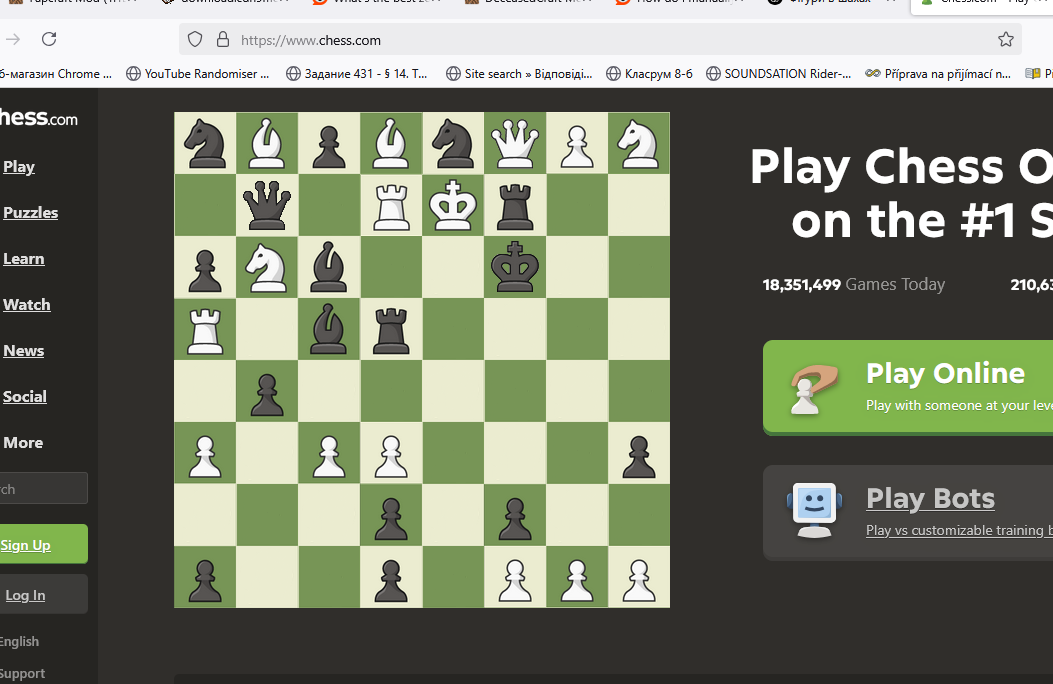 https://www.chess.com
б-магазин Chrome ...
YouTube Randomiser ...
Задание 431 - § 14. Т...
Site search » Відповіді...
Класрум 8-б
SOUNDSATION Rider-...
Příprava na přijímací n...
hess.com
Play
Puzzles
Learn
Watch
News
Social
More
rch
Sign Up
Log In
English
Support
Play Chess O
on the #1 S
18,351,499 Games Today
210,63
Play Online
Play with someone at your leve
Play Bots
Play vs customizable training b